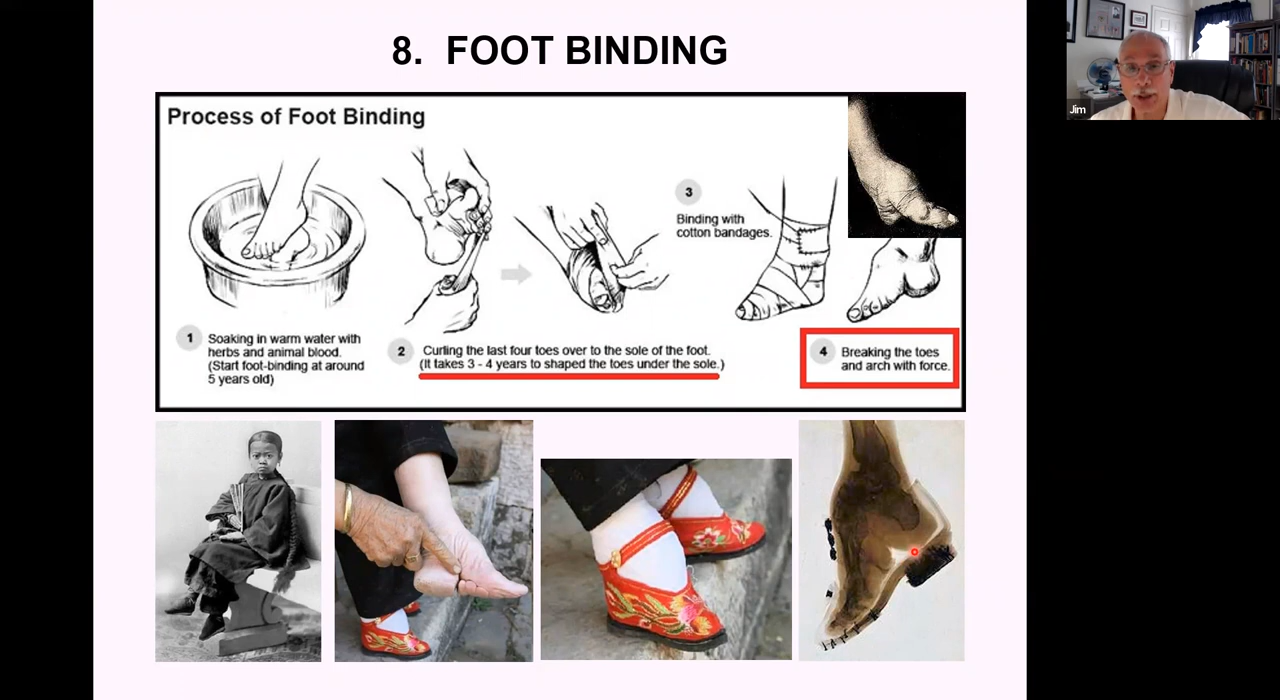 8. FOOT BINDING
Jim
Process of Foot Binding
3
Binding with
cotton bandages.
1
Soaking in warm water with
herbs and animal blood.
(Start foot-binding at around
5 years old)
2
Curling the last four toes over to the sole of the foot.
(It takes 3 - 4 years to shaped the toes under the sole.)
4
Breaking the toes
and arch with force.